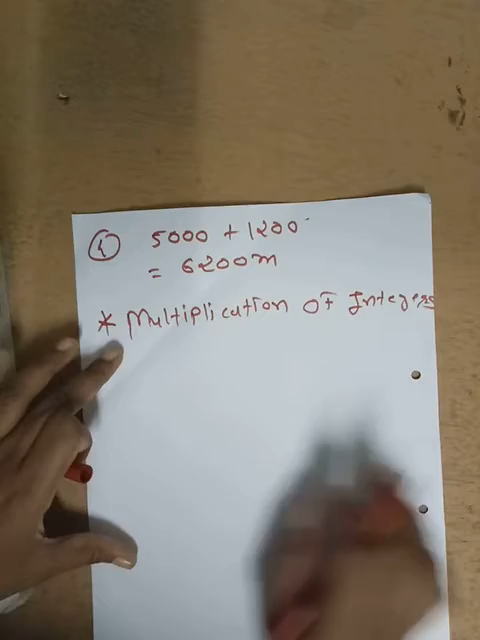 (1) 5000 + 1200
= 6200m
* Multiplication of Integers